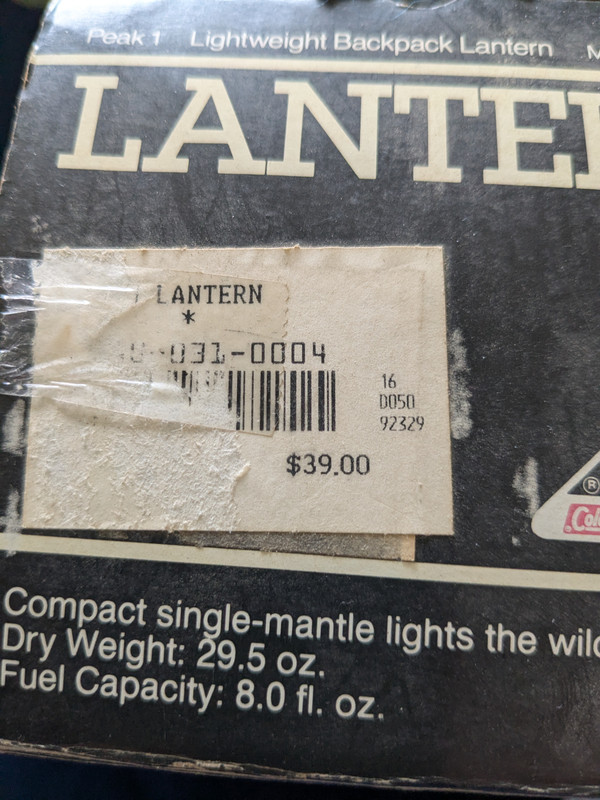 Peak 1 Lightweight Backpack Lantern M
LANTE
LANTERN
*
-031-0004
16
D050
92329
$39.00
®
Col
Compact single-mantle lights the wil
Dry Weight: 29.5 oz.
Fuel Capacity: 8.0 fl. oz.